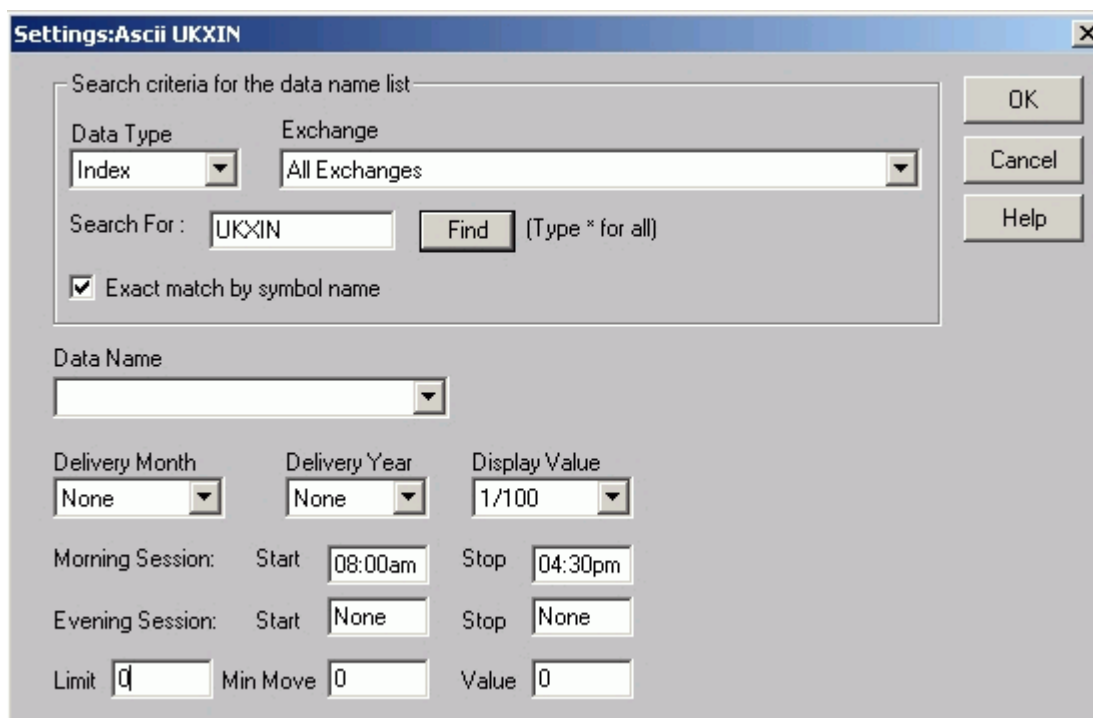 Settings:Ascii UKXIN
Search criteria for the data name list
Data Type Exchange
Index All Exchanges
Search For : UKXIN Find (Type * for all)
Exact match by symbol name
OK
Cancel
Help
Data Name
Delivery Month Delivery Year Display Value
None None 1/100
Morning Session: Start 08:00am Stop 04:30pm
Evening Session: Start None Stop None
Limit 0 Min Move 0 Value 0